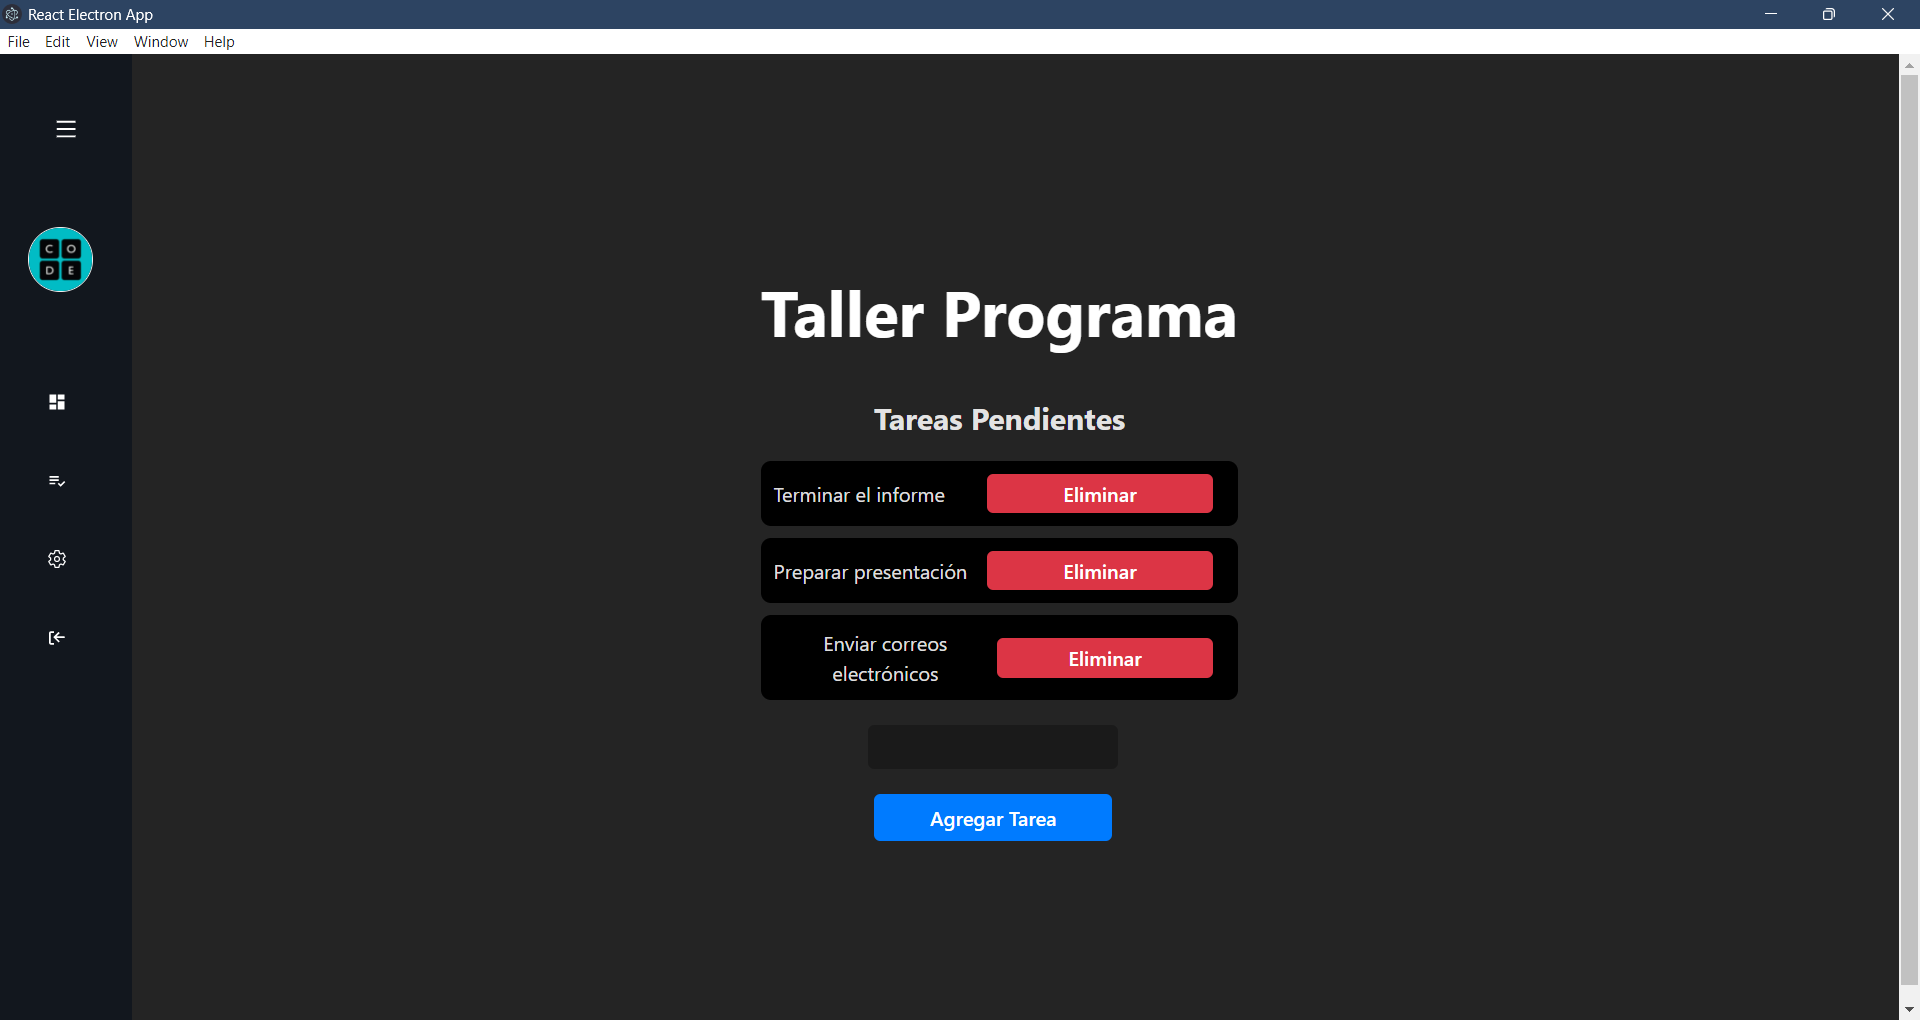 React Electron App
File Edit View Window Help
C O
D E
Taller Programa
Tareas Pendientes
Terminar el informe Eliminar
Preparar presentación Eliminar
Enviar correos
electrónicos
Eliminar
Agregar Tarea